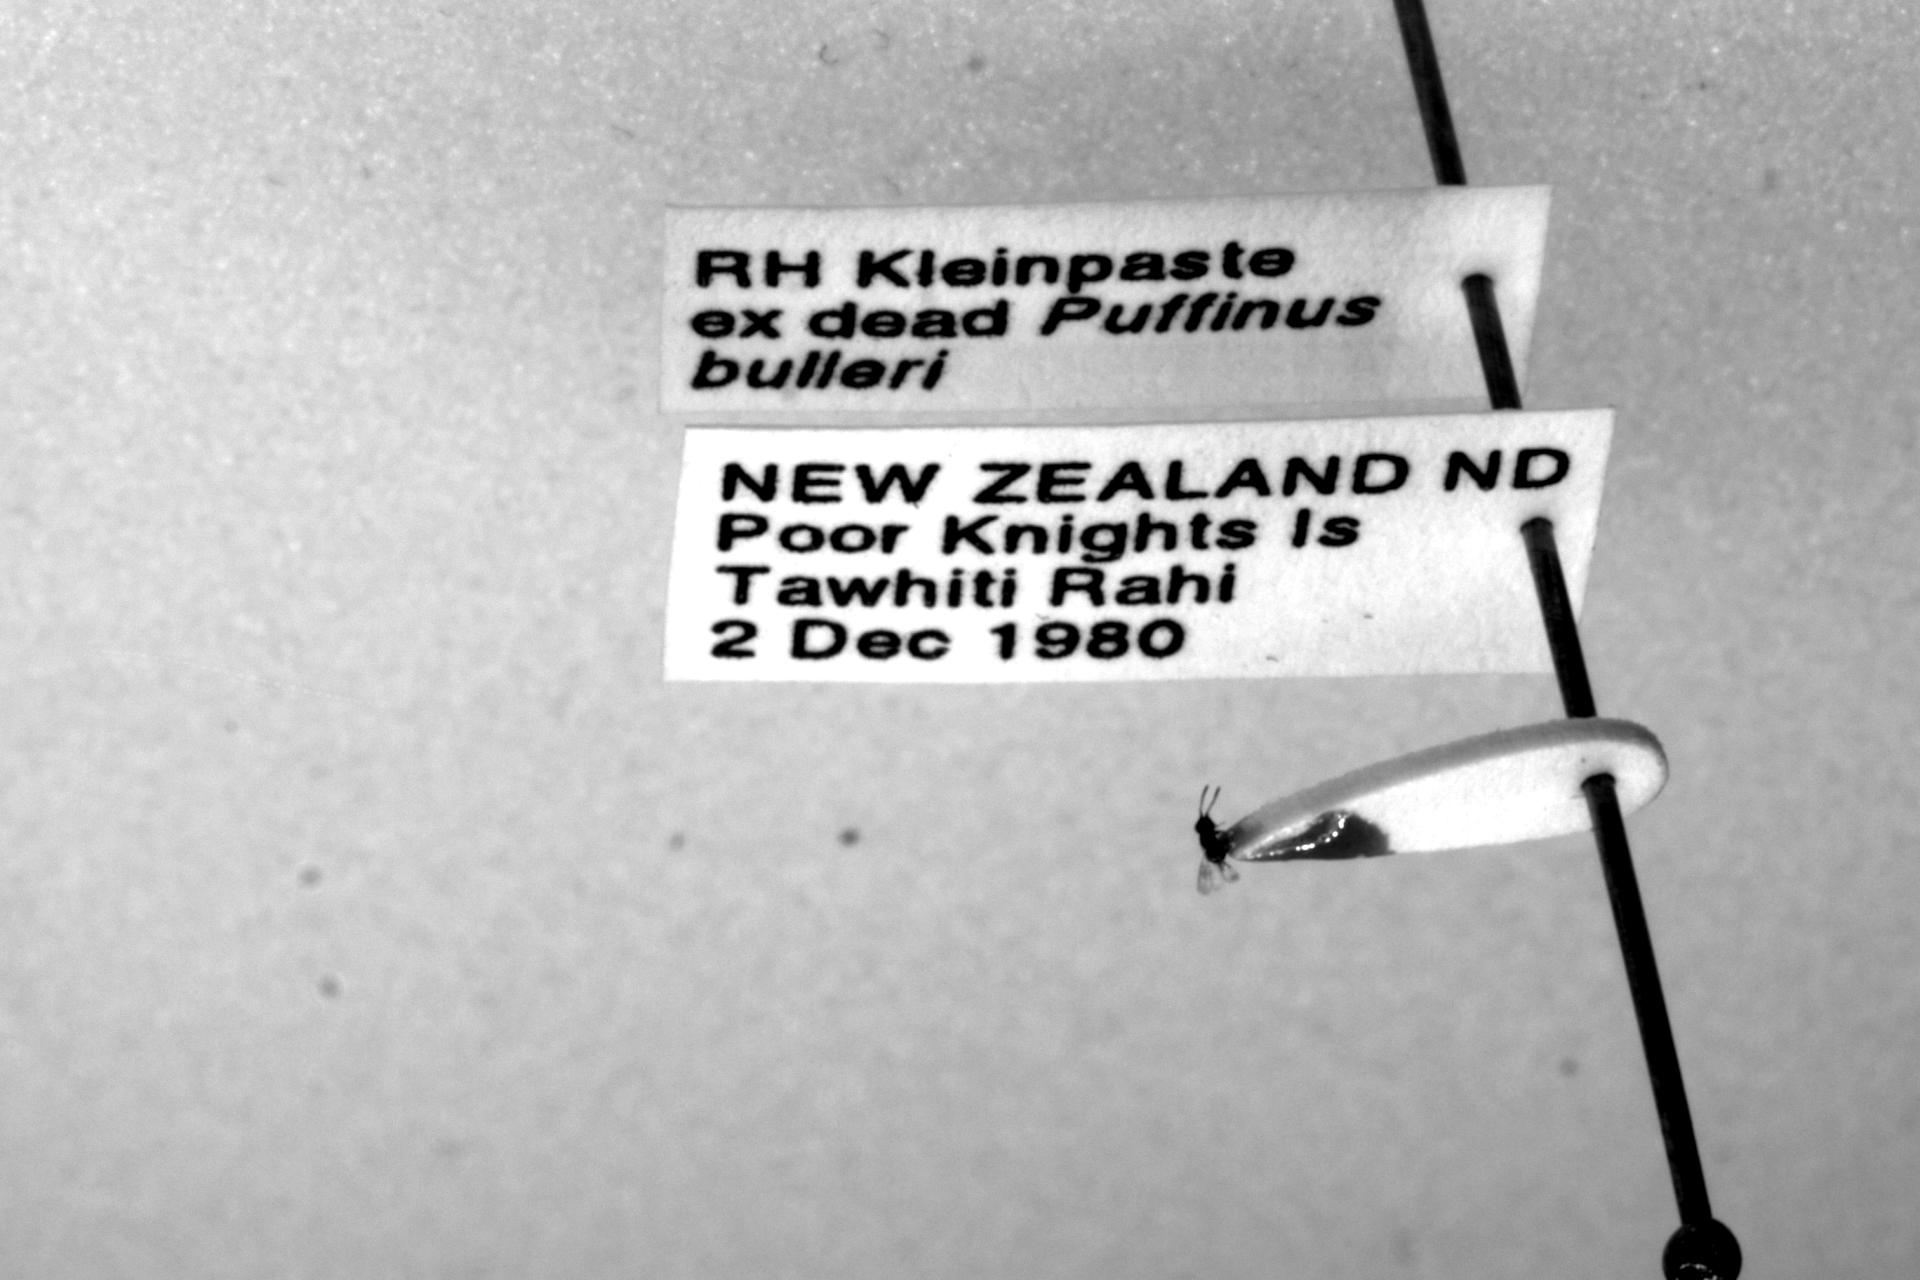 RH Kleinpaste
ex dead Puffinus
bulleri
NEW ZEALAND ND
Poor Knights Is
Tawhiti Rahi
2 Dec 1980